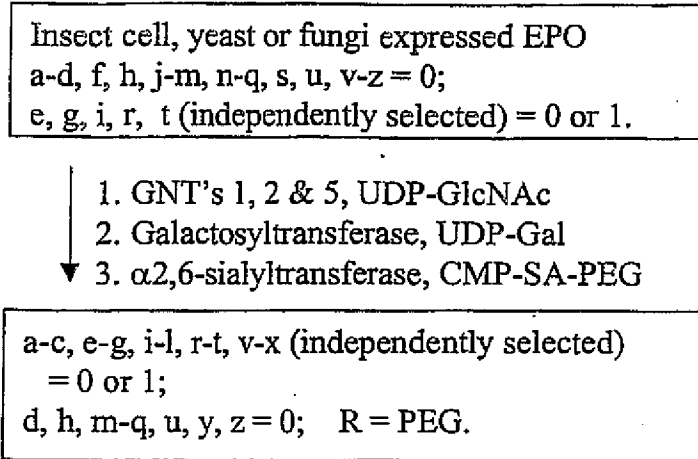 Insect cell, yeast or fungi expressed EPO
a-d, f, h, j-m, n-q, s, u, v-z = 0;
e, g, i, r, t (independently selected) = 0 or 1.
1. GNT's 1, 2 & 5, UDP-GlcNAc
2. Galactosyltransferase, UDP-Gal
3. α2,6-sialyltransferase, CMP-SA-PEG
a-c, e-g, i-l, r-t, v-x (independently selected)
= 0 or 1;
d, h, m-q, u, y, z = 0; R = PEG.